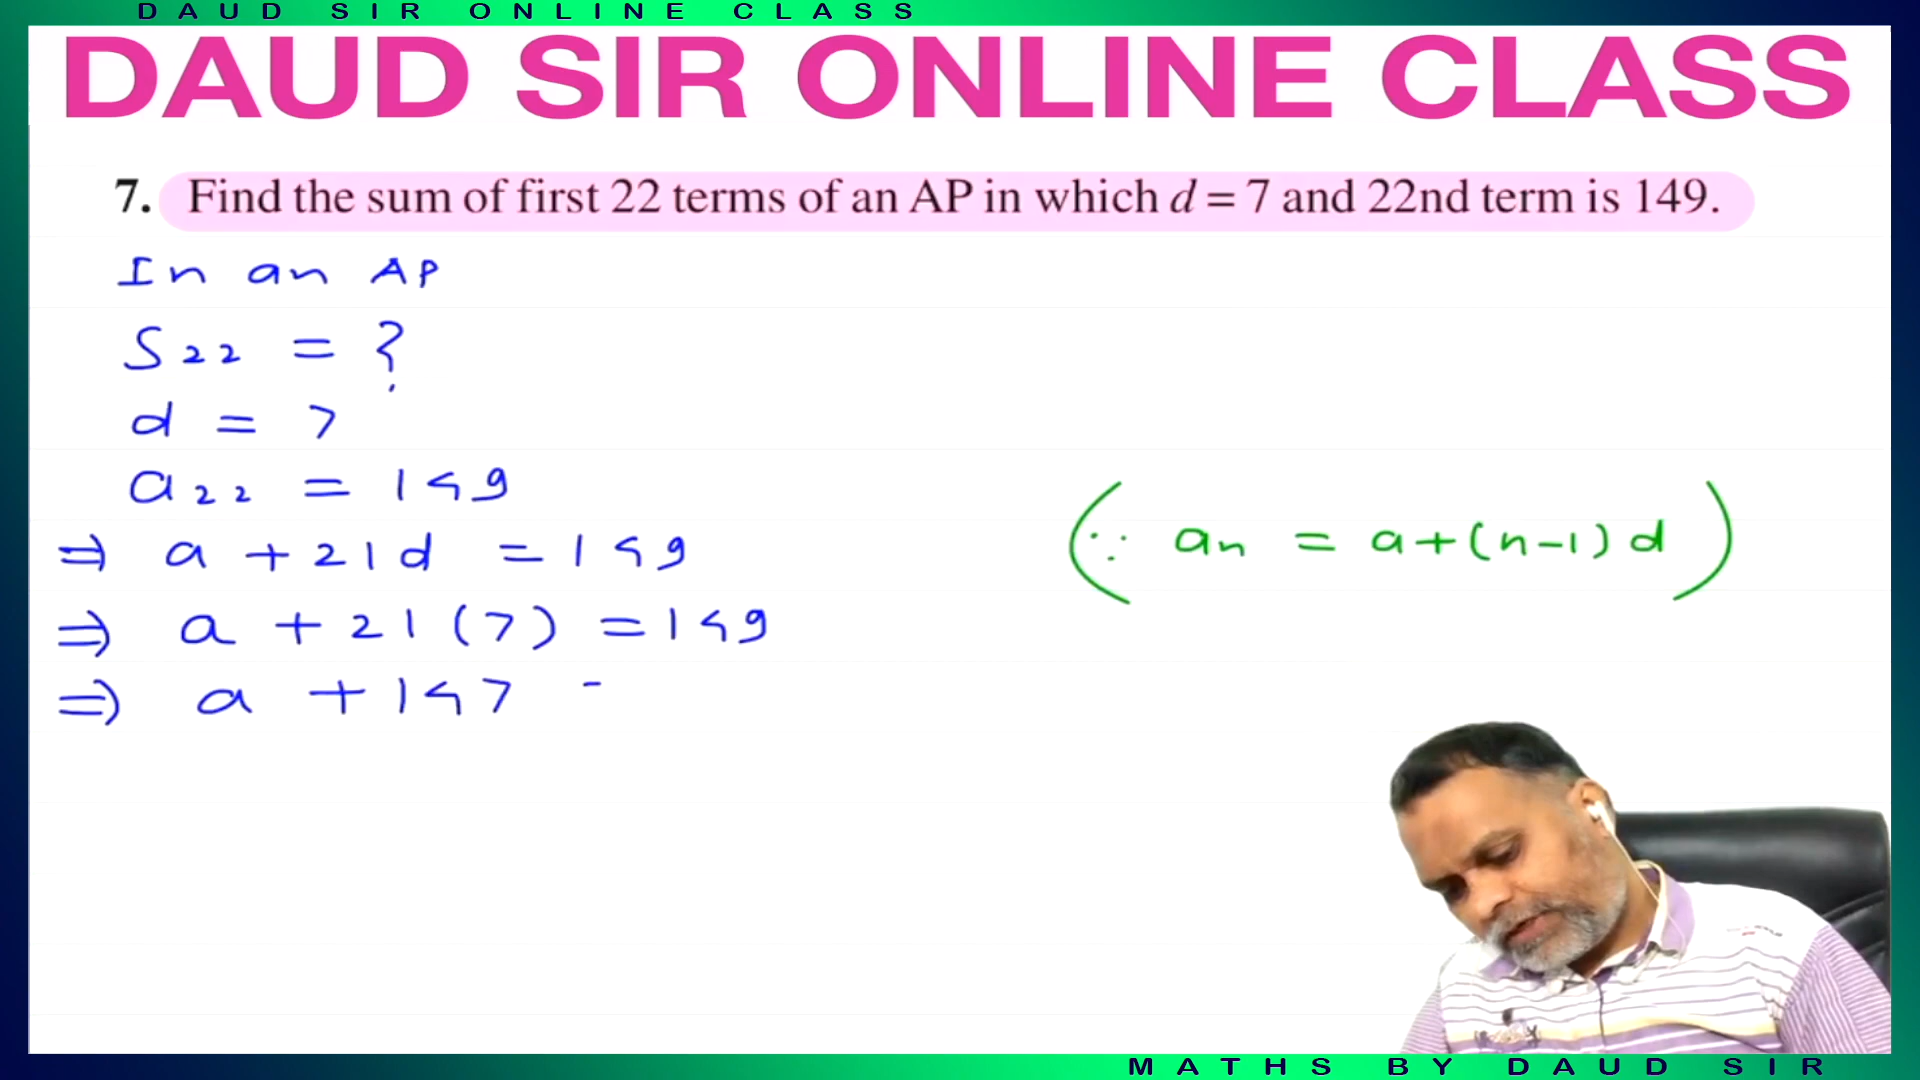 DAUD SIR ONLINE CLASS
DAUD SIR ONLINE CLASS
7. Find the sum of first 22 terms of an AP in which d = 7 and 22nd term is 149.
In an AP
S22 = ?
d = 7
a22 = 149
⇒ a + 21d = 149
(∵ an = a+(n-1)d)
⇒ a + 21(7) = 149
⇒ a + 147 -
MATHS BY DAUD SIR